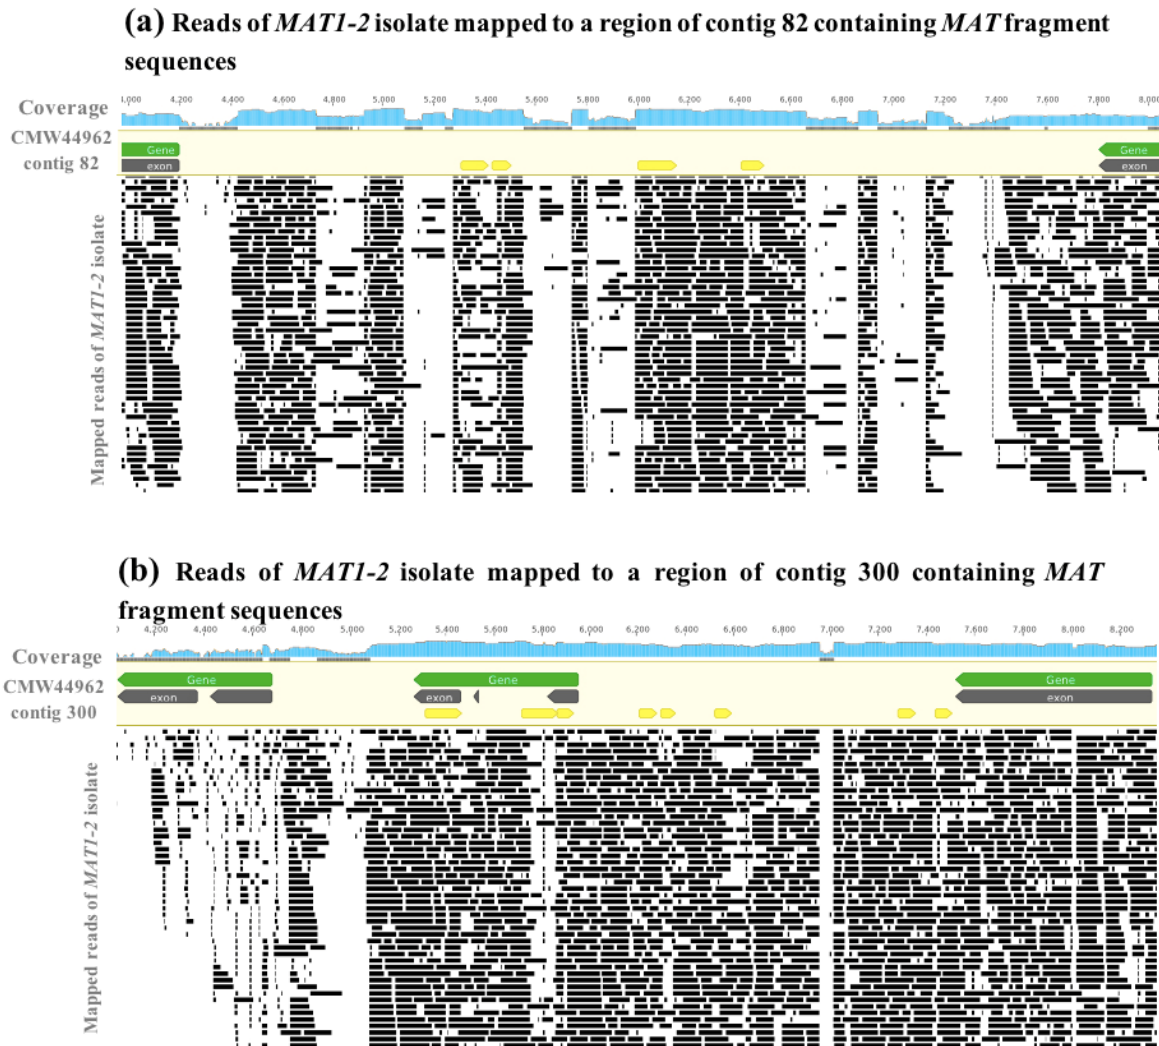 (a) Reads of MAT1-2 isolate mapped to a region of contig 82 containing MAT fragment
sequences
Coverage
1,000 4,200 4,400 4,600 4,800 5,000 5,200 5,400 5,600 5,800 6,000 6,200 6,400 6,600 6,800 7,000 7,200 7,400 7,600 7,800 8,0
CMW44962
contig 82
Gene Gene
exon exon
Mapped reads of MAT1-2 isolate
(b) Reads of MAT1-2 isolate mapped to a region of contig 300 containing MAT
fragment sequences
0 4,200 4,400 4,600 4,800 5,000 5,200 5,400 5,600 5,800 6,000 6,200 6,400 6,600 6,800 7,000 7,200 7,400 7,600 7,800 8,000 8,200
Coverage
CMW44962
contig 300
Gene Gene Gene
exon exon exon
Mapped reads of MAT1-2 isolate